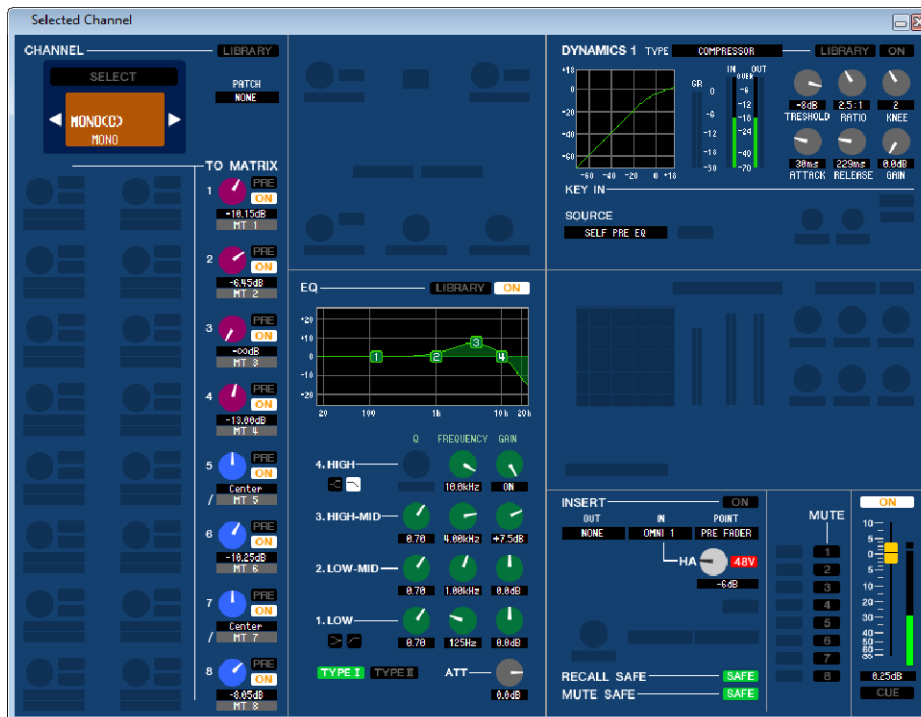 Selected Channel
CHANNEL
LIBRARY
SELECT
MONO(C)
MONO
PATCH
NONE
TO MATRIX
1 PRE
ON
-10.15dB
MT 1
2 PRE
ON
-6.45dB
MT 2
3 PRE
ON
-∞dB
MT 3
4 PRE
ON
-13.00dB
MT 4
5 PRE
ON
Center
/ MT 5
6 PRE
ON
-10.25dB
MT 6
7 PRE
ON
Center
/ MT 7
8 PRE
ON
-8.05dB
MT 8
EQ LIBRARY ON
+20
+10
0
-10
-20
1 2 3 4
20 100 1k 10k 20k
Q FREQUENCY GAIN
4. HIGH
10.0kHz ON
3. HIGH-MID
0.70 4.00kHz +7.5dB
2. LOW-MID
0.70 1.00kHz 0.0dB
1. LOW
0.70 125Hz 0.0dB
TYPE I TYPE II ATT
0.0dB
DYNAMICS 1 TYPE COMPRESSOR LIBRARY ON
+18
0
-20
-40
-60
-60 -40 -20 0 +18
GR
0
-6
-12
-18
-30
IN OUT
OVER
-6
-12
-18
-24
-40
-70
-8dB 2.5:1 2
TRESHOLD RATIO KNEE
30ms 229ms 0.0dB
ATTACK RELEASE GAIN
KEY IN
SOURCE
SELF PRE EQ
INSERT ON
OUT IN POINT
NONE OMNI 1 PRE FADER
HA 48V
-6dB
RECALL SAFE SAFE
MUTE SAFE SAFE
MUTE
1
2
3
4
5
6
7
8
ON
10
5
0
5
10
20
30
40
50
60
0.25dB
CUE